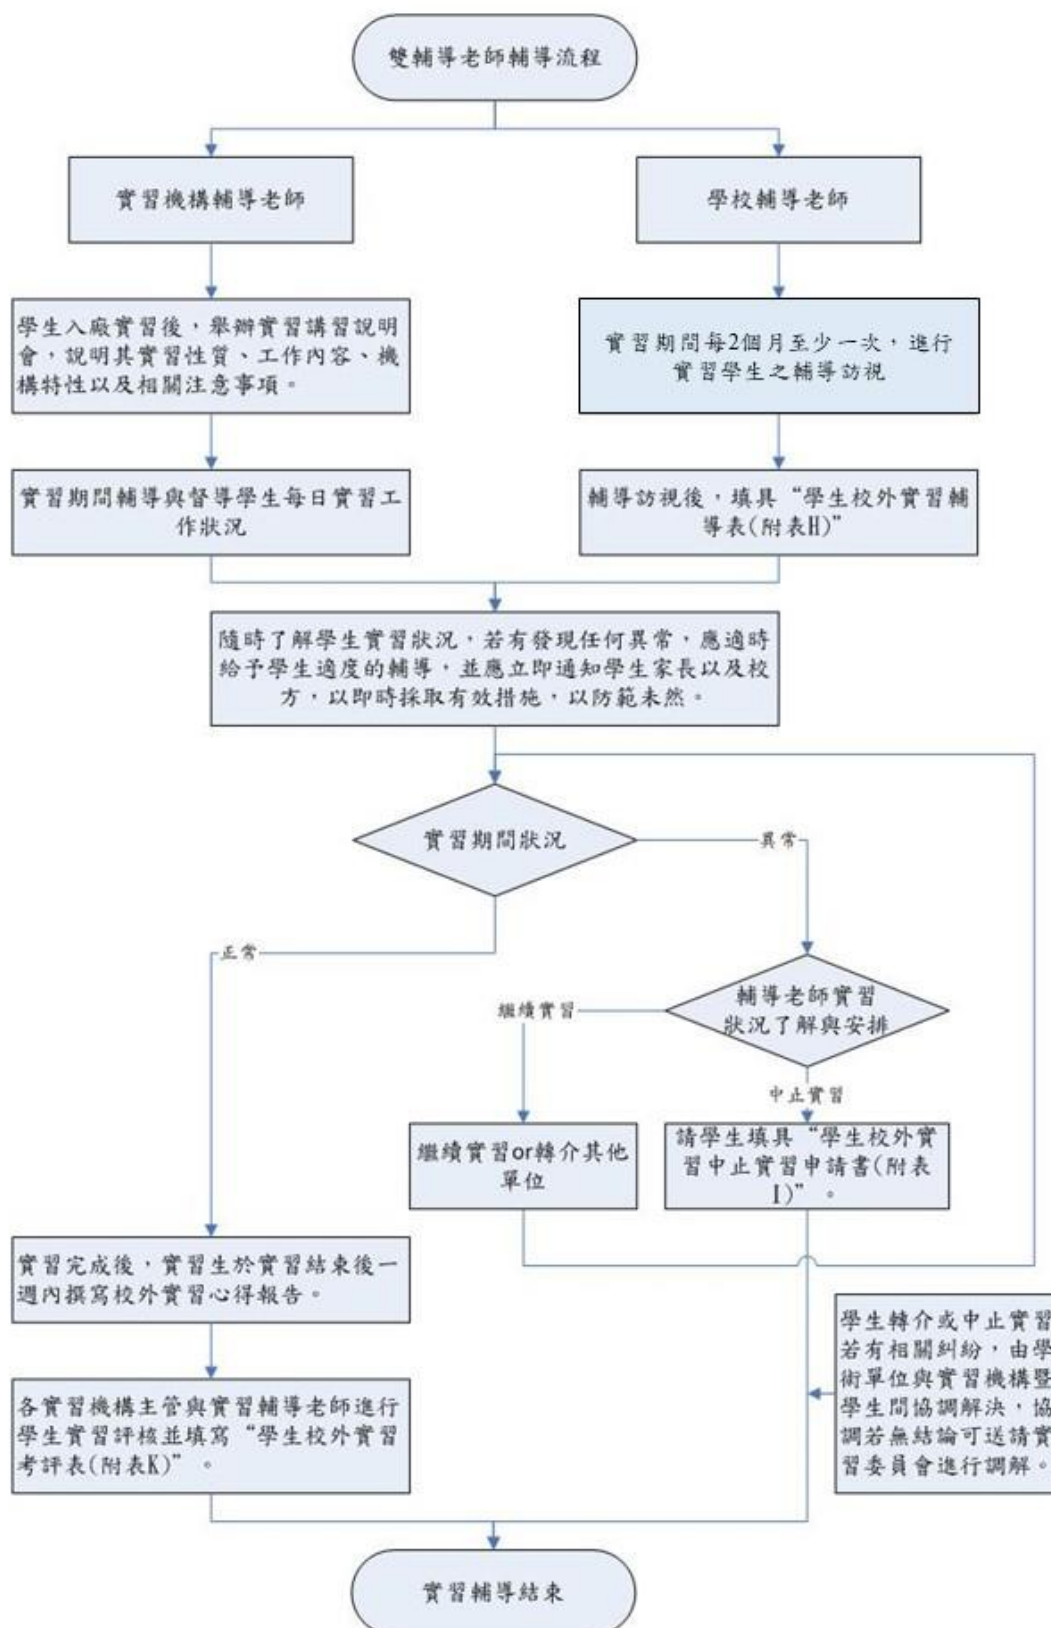 雙輔導老師輔導流程
實習機構輔導老師
學校輔導老師
學生入廠實習後，舉辦實習講習說明
會，說明其實習性質、工作內容、機
構特性以及相關注意事項。
實習期間每2個月至少一次，進行
實習學生之輔導訪視
實習期間輔導與督導學生每日實習工
作狀況
輔導訪視後，填具“學生校外實習輔
導表(附表H)”
隨時了解學生實習狀況，若有發現任何異常，應適時
給予學生適度的輔導，並應立即通知學生家長以及校
方，以即時採取有效措施，以防範未然。
實習期間狀況
異常
正常
輔導老師實習
狀況了解與安排
繼續實習
中止實習
繼續實習or轉介其他
單位
請學生填具“學生校外實
習中止實習申請書(附表
I)”。
實習完成後，實習生於實習結束後一
週內撰寫校外實習心得報告。
學生轉介或中止實習
若有相關糾紛，由學
術單位與實習機構暨
學生間協調解決，協
調若無結論可送請實
習委員會進行調解。
各實習機構主管與實習輔導老師進行
學生實習評核並填寫“學生校外實習
考評表(附表K)”。
實習輔導結束